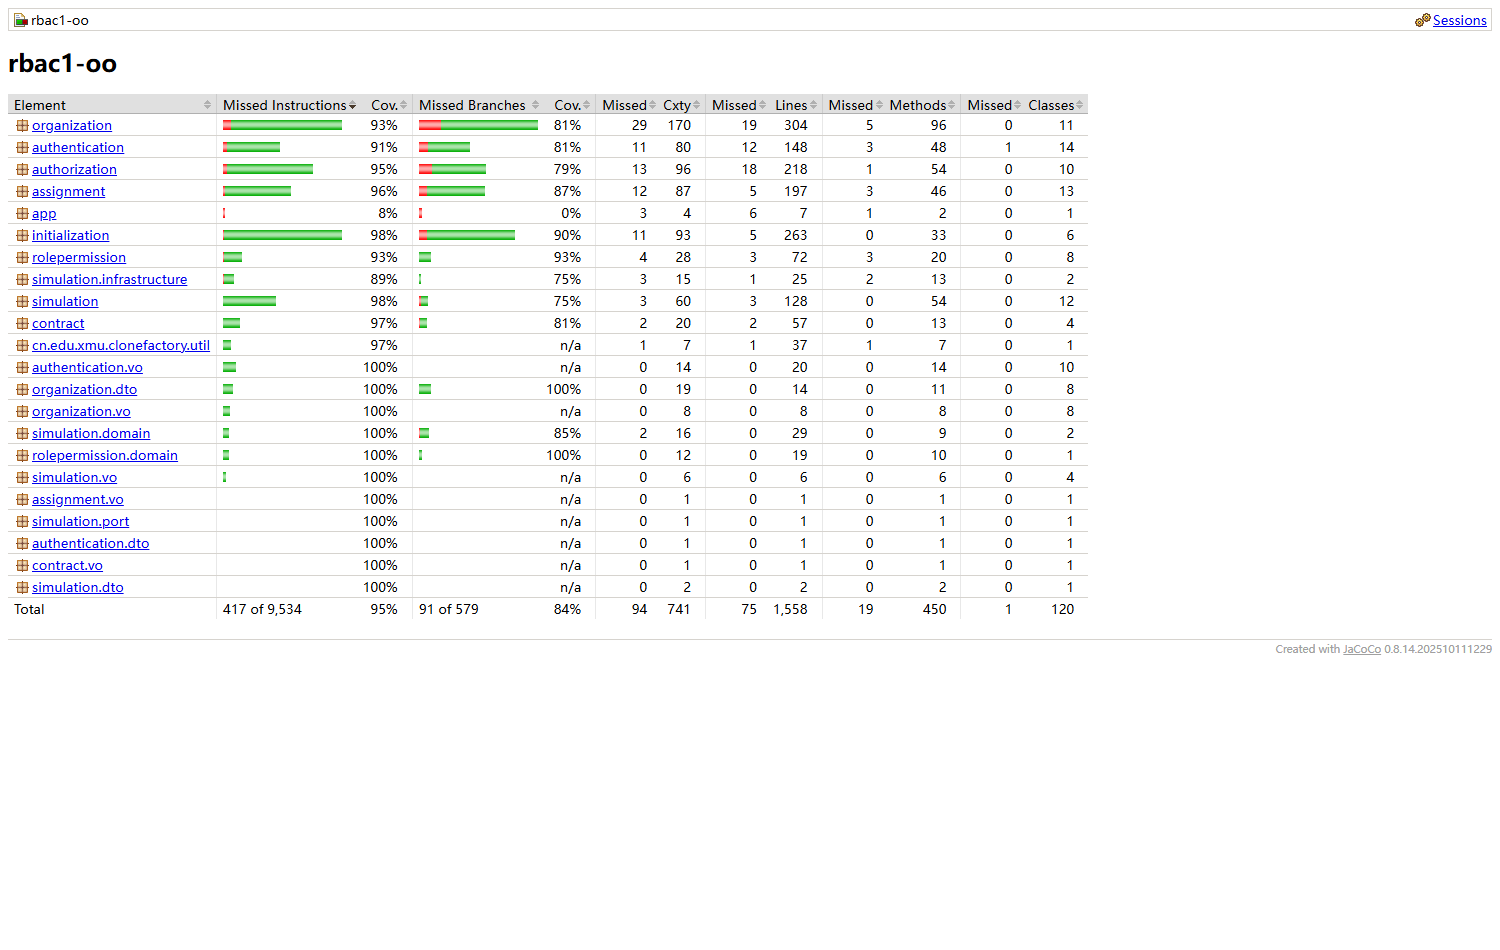 rbac1-oo Sessions
rbac1-oo
Element Missed Instructions Cov. Missed Branches Cov. Missed Cxty Missed Lines Missed Methods Missed Classes
organization 93% 81% 29 170 19 304 5 96 0 11
authentication 91% 81% 11 80 12 148 3 48 1 14
authorization 95% 79% 13 96 18 218 1 54 0 10
assignment 96% 87% 12 87 5 197 3 46 0 13
app 8% 0% 3 4 6 7 1 2 0 1
initialization 98% 90% 11 93 5 263 0 33 0 6
rolepermission 93% 93% 4 28 3 72 3 20 0 8
simulation.infrastructure 89% 75% 3 15 1 25 2 13 0 2
simulation 98% 75% 3 60 3 128 0 54 0 12
contract 97% 81% 2 20 2 57 0 13 0 4
cn.edu.xmu.clonefactory.util 97% n/a 1 7 1 37 1 7 0 1
authentication.vo 100% n/a 0 14 0 20 0 14 0 10
organization.dto 100% 100% 0 19 0 14 0 11 0 8
organization.vo 100% n/a 0 8 0 8 0 8 0 8
simulation.domain 100% 85% 2 16 0 29 0 9 0 2
rolepermission.domain 100% 100% 0 12 0 19 0 10 0 1
simulation.vo 100% n/a 0 6 0 6 0 6 0 4
assignment.vo 100% n/a 0 1 0 1 0 1 0 1
simulation.port 100% n/a 0 1 0 1 0 1 0 1
authentication.dto 100% n/a 0 1 0 1 0 1 0 1
contract.vo 100% n/a 0 1 0 1 0 1 0 1
simulation.dto 100% n/a 0 2 0 2 0 2 0 1
Total 417 of 9,534 95% 91 of 579 84% 94 741 75 1,558 19 450 1 120
Created with JaCoCo 0.8.14.202510111229